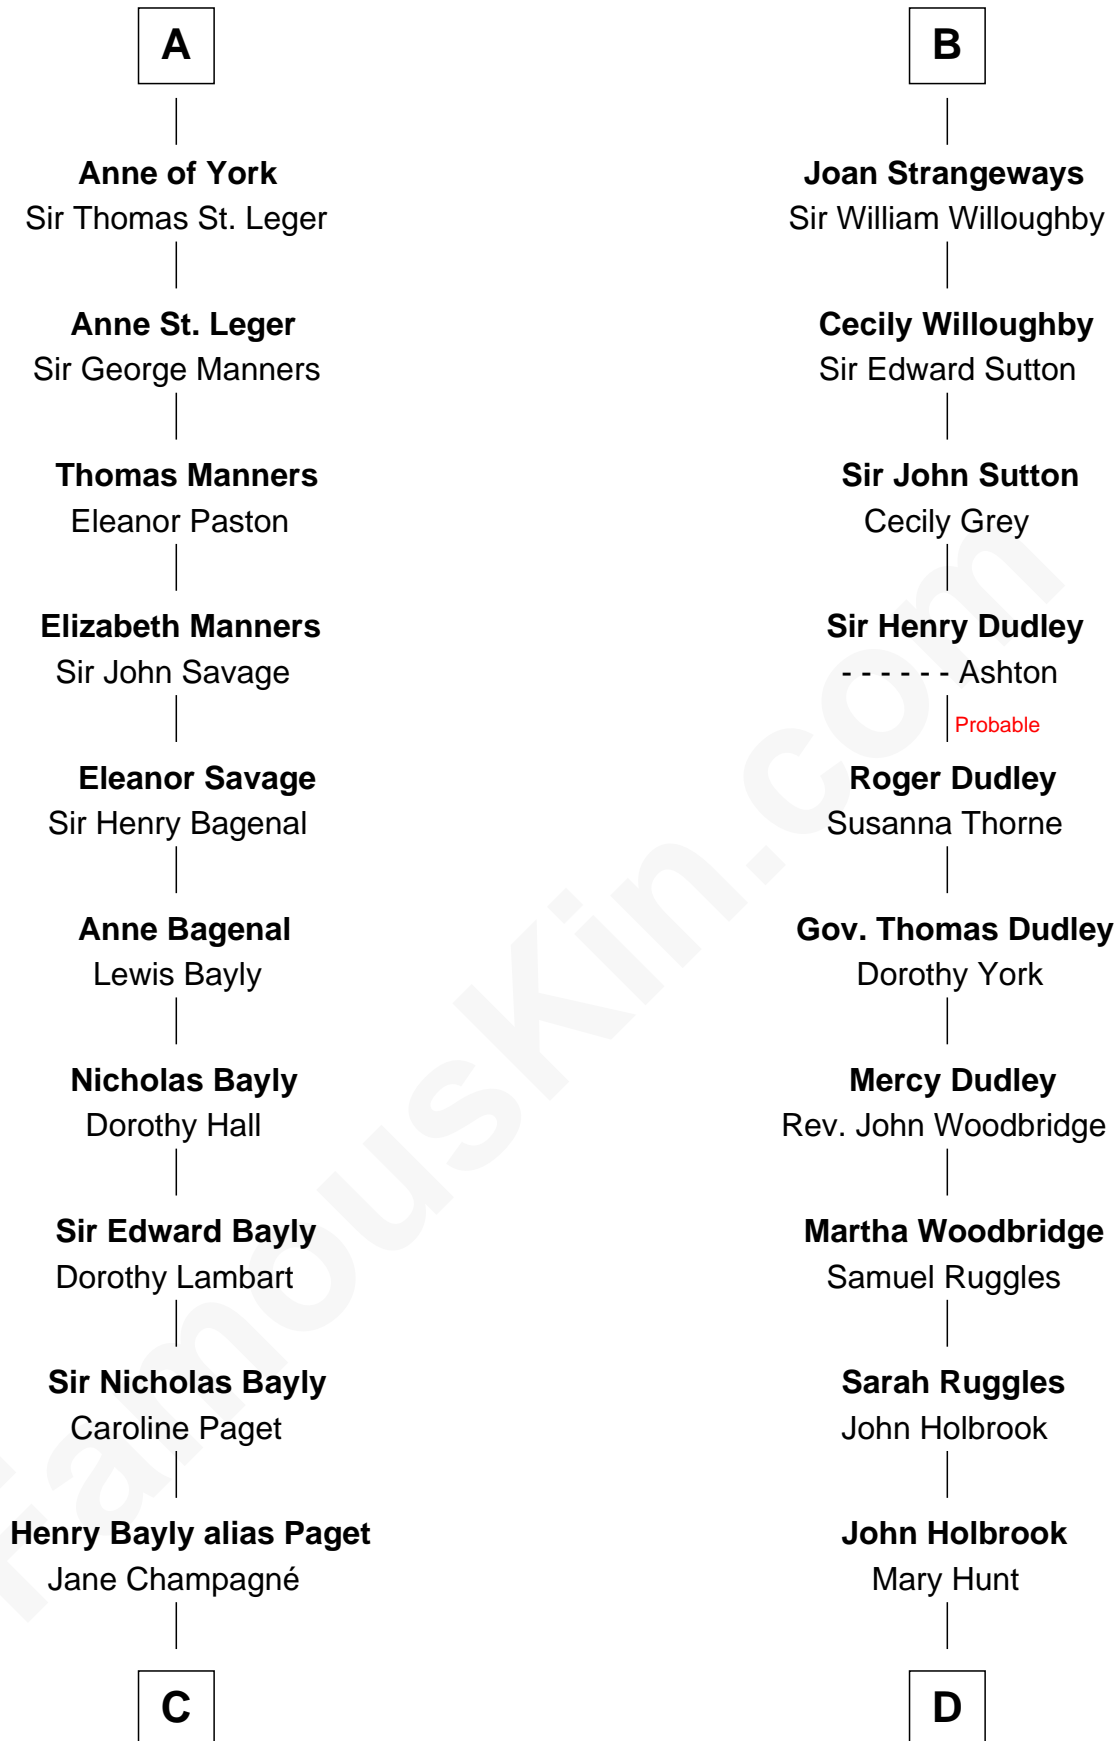 A
Anne of York
Sir Thomas St. Leger
Anne St. Leger
Sir George Manners
Thomas Manners
Eleanor Paston
Elizabeth Manners
Sir John Savage
Eleanor Savage
Sir Henry Bagenal
Anne Bagenal
Lewis Bayly
Nicholas Bayly
Dorothy Hall
Sir Edward Bayly
Dorothy Lambart
Sir Nicholas Bayly
Caroline Paget
Henry Bayly alias Paget
Jane Champagné
C
B
Joan Strangeways
Sir William Willoughby
Cecily Willoughby
Sir Edward Sutton
Sir John Sutton
Cecily Grey
Sir Henry Dudley
- - - - - - Ashton
Probable
Roger Dudley
Susanna Thorne
Gov. Thomas Dudley
Dorothy York
Mercy Dudley
Rev. John Woodbridge
Martha Woodbridge
Samuel Ruggles
Sarah Ruggles
John Holbrook
John Holbrook
Mary Hunt
D
famouskin.com